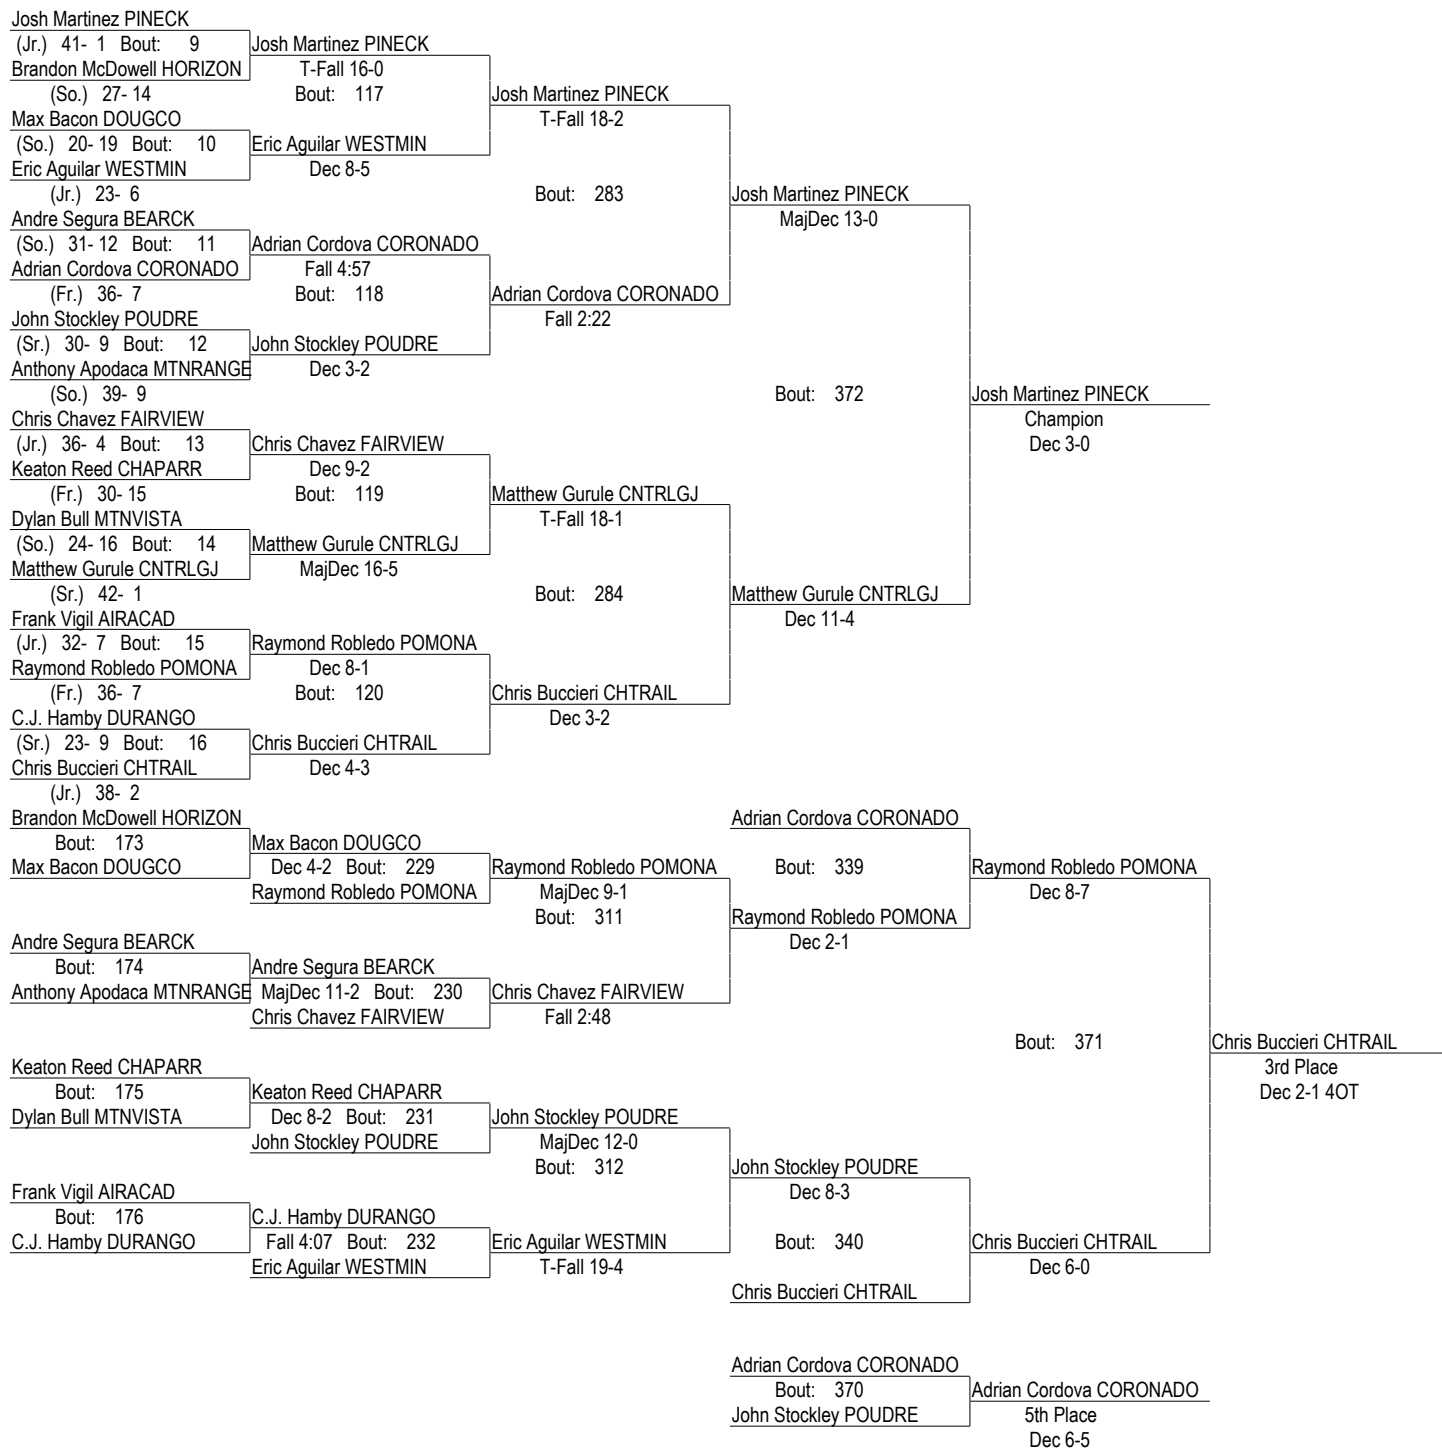 Josh Martinez PINECK
(Jr.) 41- 1 Bout: 9
Josh Martinez PINECK
Brandon McDowell HORIZON
T-Fall 16-0
(So.) 27- 14
Bout: 117
Josh Martinez PINECK
Max Bacon DOUGCO
T-Fall 18-2
(So.) 20- 19 Bout: 10
Eric Aguilar WESTMIN
Eric Aguilar WESTMIN
Dec 8-5
(Jr.) 23- 6
Bout: 283
Josh Martinez PINECK
Andre Segura BEARCK
MajDec 13-0
(So.) 31- 12 Bout: 11
Adrian Cordova CORONADO
Adrian Cordova CORONADO
Fall 4:57
(Fr.) 36- 7
Bout: 118
Adrian Cordova CORONADO
John Stockley POUDRE
Fall 2:22
(Sr.) 30- 9 Bout: 12
John Stockley POUDRE
Anthony Apodaca MTNRANGE
Dec 3-2
(So.) 39- 9
Bout: 372
Josh Martinez PINECK
Chris Chavez FAIRVIEW
Champion
(Jr.) 36- 4 Bout: 13
Chris Chavez FAIRVIEW
Dec 3-0
Keaton Reed CHAPARR
Dec 9-2
(Fr.) 30- 15
Bout: 119
Matthew Gurule CNTRLGJ
Dylan Bull MTNVISTA
T-Fall 18-1
(So.) 24- 16 Bout: 14
Matthew Gurule CNTRLGJ
Matthew Gurule CNTRLGJ
MajDec 16-5
(Sr.) 42- 1
Bout: 284
Matthew Gurule CNTRLGJ
Frank Vigil AIRACAD
Dec 11-4
(Jr.) 32- 7 Bout: 15
Raymond Robledo POMONA
Raymond Robledo POMONA
Dec 8-1
(Fr.) 36- 7
Bout: 120
Chris Buccieri CHTRAIL
C.J. Hamby DURANGO
Dec 3-2
(Sr.) 23- 9 Bout: 16
Chris Buccieri CHTRAIL
Chris Buccieri CHTRAIL
Dec 4-3
(Jr.) 38- 2
Brandon McDowell HORIZON
Adrian Cordova CORONADO
Bout: 173
Max Bacon DOUGCO
Max Bacon DOUGCO
Dec 4-2 Bout: 229
Raymond Robledo POMONA
Bout: 339
Raymond Robledo POMONA
Raymond Robledo POMONA
MajDec 9-1
Dec 8-7
Bout: 311
Raymond Robledo POMONA
Andre Segura BEARCK
Dec 2-1
Bout: 174
Andre Segura BEARCK
Anthony Apodaca MTNRANGE
MajDec 11-2 Bout: 230
Chris Chavez FAIRVIEW
Chris Chavez FAIRVIEW
Fall 2:48
Bout: 371
Chris Buccieri CHTRAIL
Keaton Reed CHAPARR
3rd Place
Bout: 175
Keaton Reed CHAPARR
Dec 2-1 4OT
Dylan Bull MTNVISTA
Dec 8-2 Bout: 231
John Stockley POUDRE
John Stockley POUDRE
MajDec 12-0
Bout: 312
John Stockley POUDRE
Frank Vigil AIRACAD
Dec 8-3
Bout: 176
C.J. Hamby DURANGO
C.J. Hamby DURANGO
Fall 4:07 Bout: 232
Eric Aguilar WESTMIN
Bout: 340
Chris Buccieri CHTRAIL
Eric Aguilar WESTMIN
T-Fall 19-4
Dec 6-0
Chris Buccieri CHTRAIL
Adrian Cordova CORONADO
Bout: 370
Adrian Cordova CORONADO
John Stockley POUDRE
5th Place
Dec 6-5